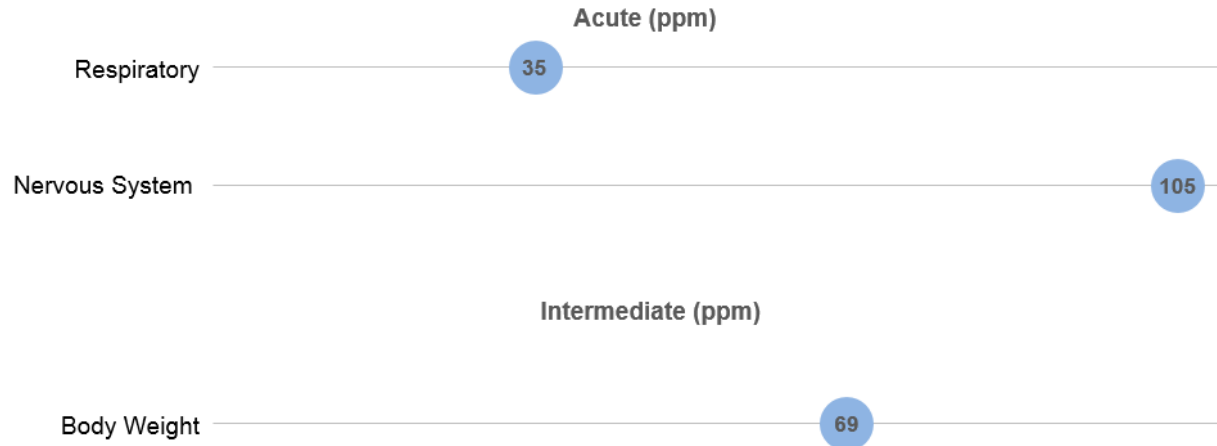 Acute (ppm)
Respiratory 35
Nervous System 105
Intermediate (ppm)
Body Weight 69